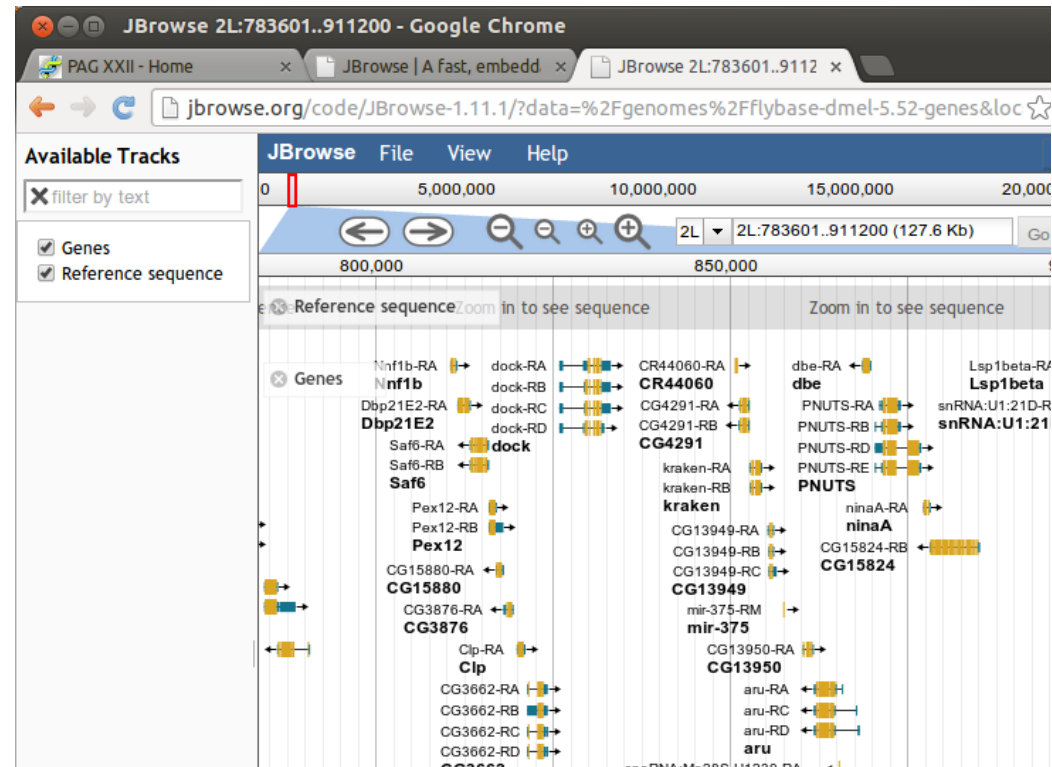 JBrowse 2L:783601..911200 - Google Chrome
PAG XXII - Home
JBrowse | A fast, embedd
JBrowse 2L:783601..9112
jbrowse.org/code/JBrowse-1.11.1/?data=%2Fgenomes%2Fflybase-dmel-5.52-genes&loc
Available Tracks
JBrowse File View Help
filter by text
0 5,000,000 10,000,000 15,000,000 20,000
Genes
Reference sequence
2L 2L:783601..911200 (127.6 Kb) Go
800,000 850,000
Reference sequence Zoom in to see sequence Zoom in to see sequence
Genes
Nnf1b-RA dock-RA CR44060-RA dbe-RA Lsp1beta-RA
Nnf1b dock-RB CR44060 dbe Lsp1beta
Dbp21E2-RA dock-RC CG4291-RA PNUTS-RA snRNA:U1:21D-R
Dbp21E2 dock-RD CG4291-RB PNUTS-RB snRNA:U1:21
Saf6-RA dock CG4291 PNUTS-RD
Saf6-RB kraken-RA PNUTS-RE
Saf6 kraken-RB PNUTS
Pex12-RA kraken ninaA-RA
Pex12-RB CG13949-RA ninaA
Pex12 CG13949-RB CG15824-RB
CG15880-RA CG13949-RC CG15824
CG15880 CG13949
CG3876-RA mir-375-RM
CG3876 mir-375
Clp-RA CG13950-RA
Clp CG13950
CG3662-RA aru-RA
CG3662-RB aru-RC
CG3662-RC aru-RD
CG3662-RD aru
CG3662